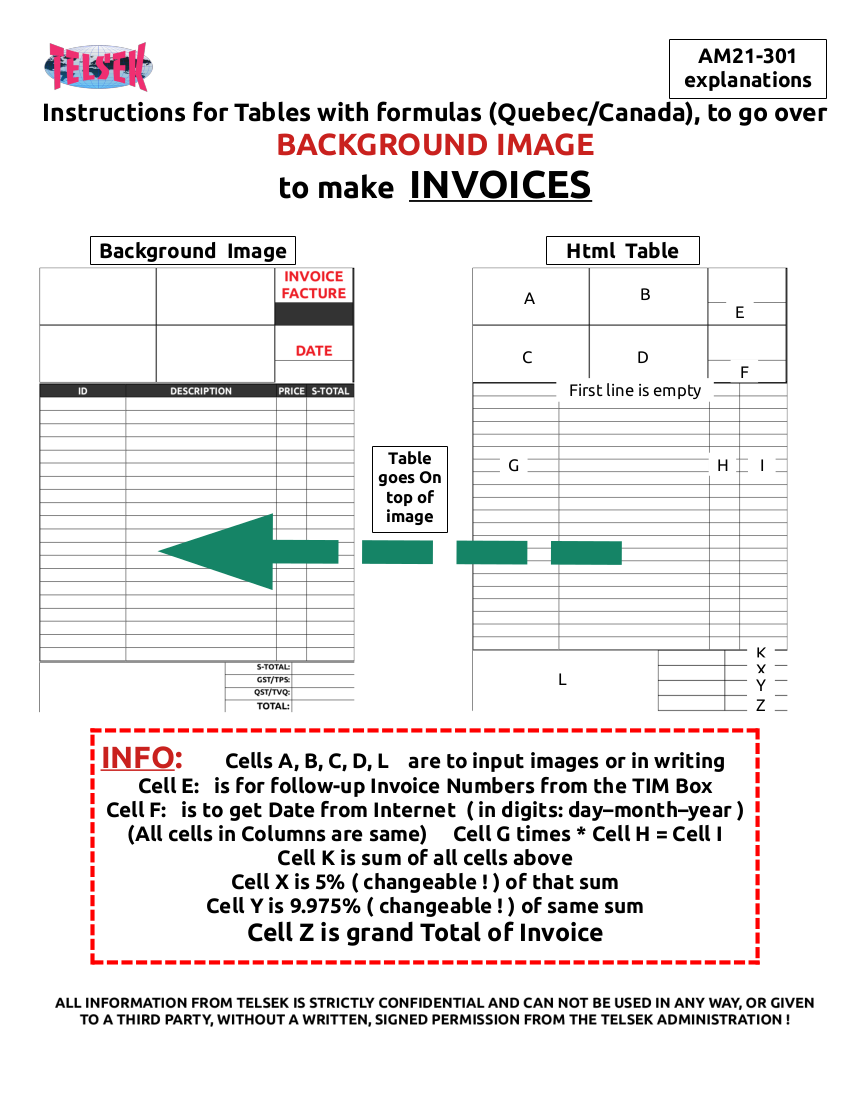 TELSEK
AM21-301
explanations
Instructions for Tables with formulas (Quebec/Canada), to go over
BACKGROUND IMAGE
to make INVOICES
Background Image
Html Table
INVOICE
FACTURE
DATE
ID DESCRIPTION PRICE S-TOTAL
S-TOTAL:
GST/TPS:
QST/TVQ:
TOTAL:
Table
goes On
top of
image
A B
E
C D
F
First line is empty
G H I
K
X
L Y
Z
INFO: Cells A, B, C, D, L are to input images or in writing
Cell E: is for follow-up Invoice Numbers from the TIM Box
Cell F: is to get Date from Internet ( in digits: day–month–year )
(All cells in Columns are same) Cell G times * Cell H = Cell I
Cell K is sum of all cells above
Cell X is 5% ( changeable ! ) of that sum
Cell Y is 9.975% ( changeable ! ) of same sum
Cell Z is grand Total of Invoice
ALL INFORMATION FROM TELSEK IS STRICTLY CONFIDENTIAL AND CAN NOT BE USED IN ANY WAY, OR GIVEN
TO A THIRD PARTY, WITHOUT A WRITTEN, SIGNED PERMISSION FROM THE TELSEK ADMINISTRATION !